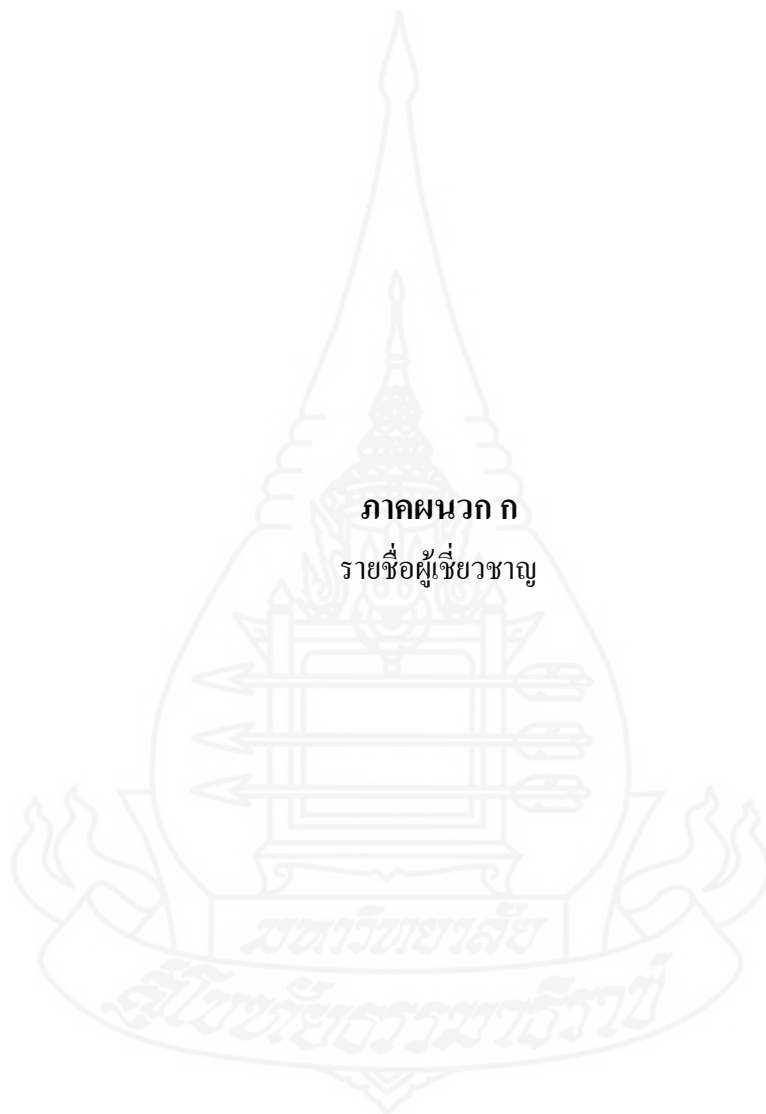 ภาคผนวก ก
รายชื่อผู้เชี่ยวชาญ
มหาวิทยาลัย
สุโขทัยธรรมาธิราช